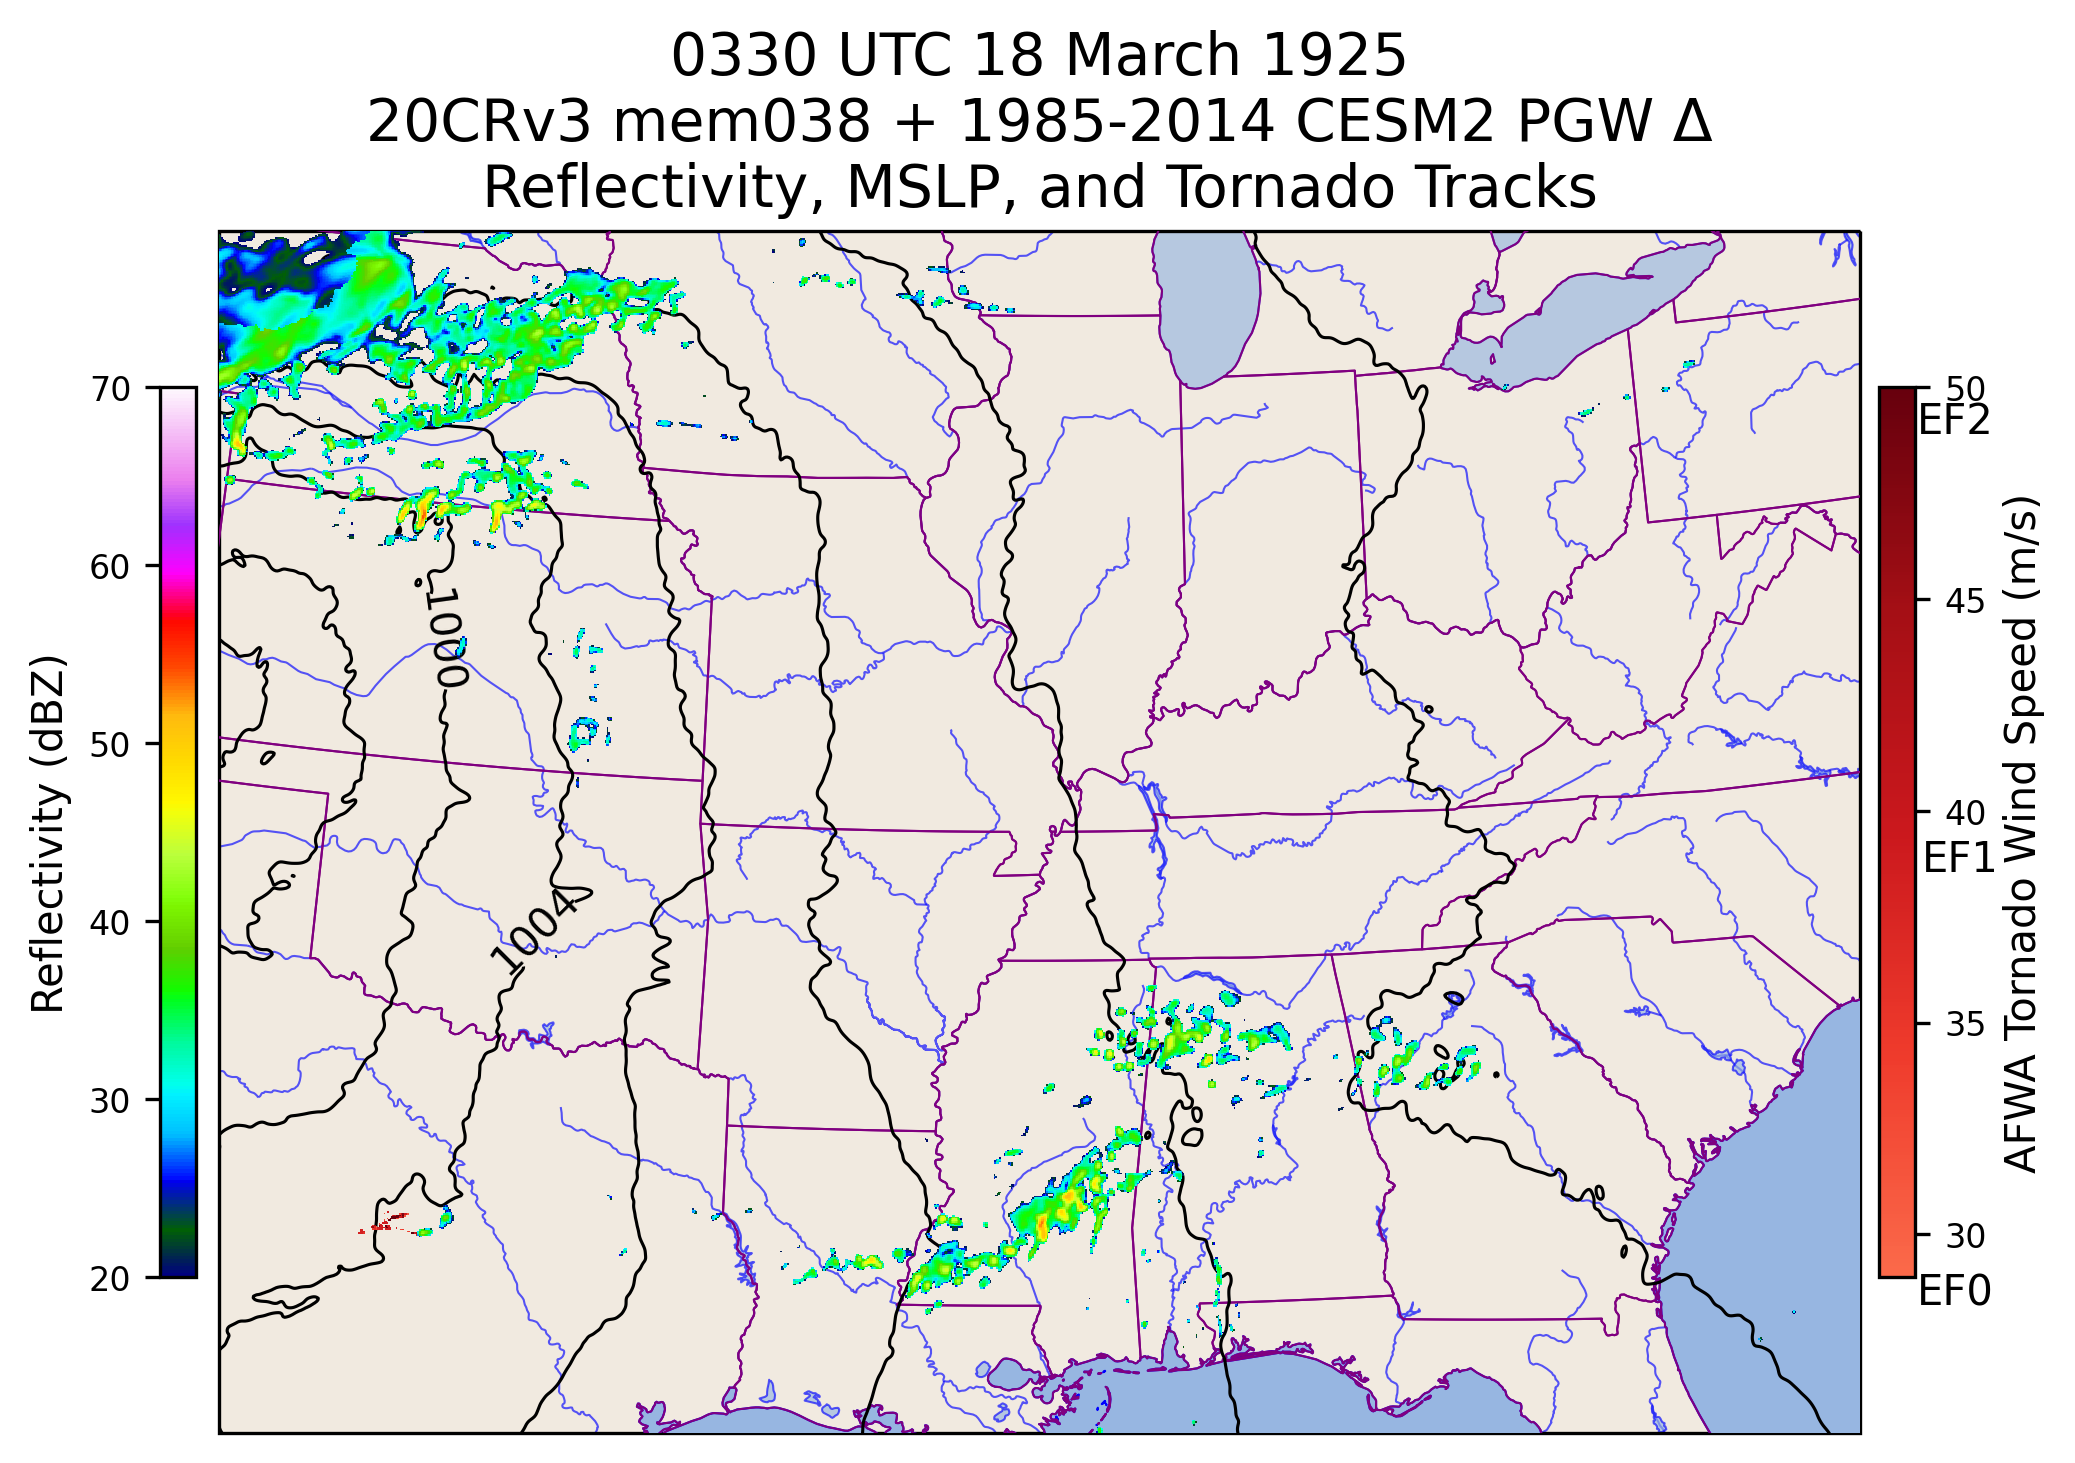 0330 UTC 18 March 1925
20CRv3 mem038 + 1985-2014 CESM2 PGW Δ
Reflectivity, MSLP, and Tornado Tracks
70
60
50
40
30
20
Reflectivity (dBZ)
1000
1004
50
EF2
45
40
EF1
35
30
EF0
AFWA Tornado Wind Speed (m/s)